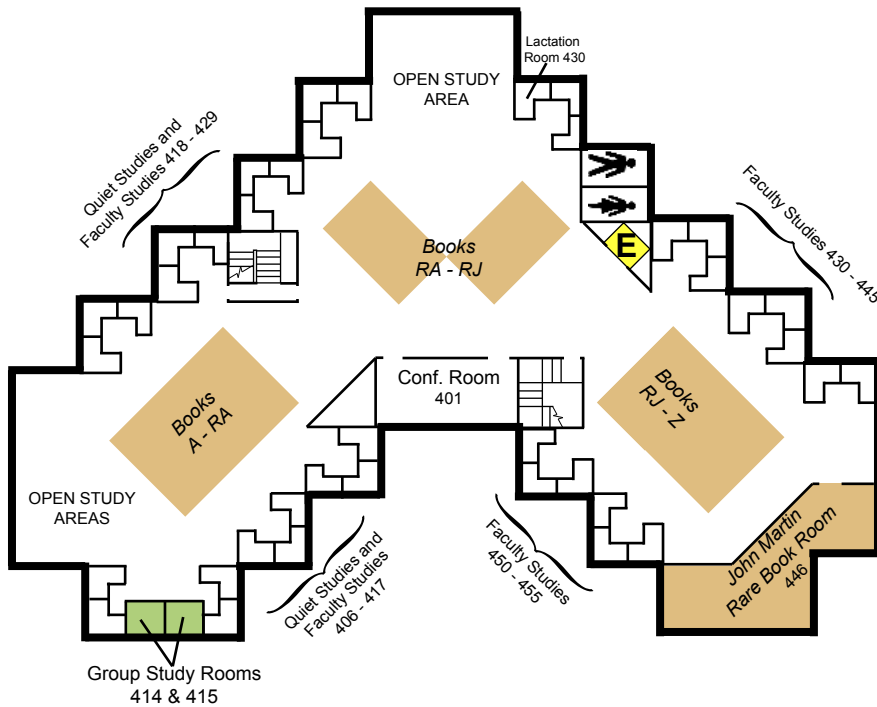 Lactation
Room 430
OPEN STUDY
AREA
Quiet Studies and
Faculty Studies 418 - 429
Faculty Studies 430 - 445
E
Books
RA - RJ
Conf. Room
401
Books
A - RA
Books
RJ - Z
OPEN STUDY
AREAS
Quiet Studies and
Faculty Studies
406 - 417
Faculty Studies
450 - 455
John Martin
Rare Book Room
446
Group Study Rooms
414 & 415